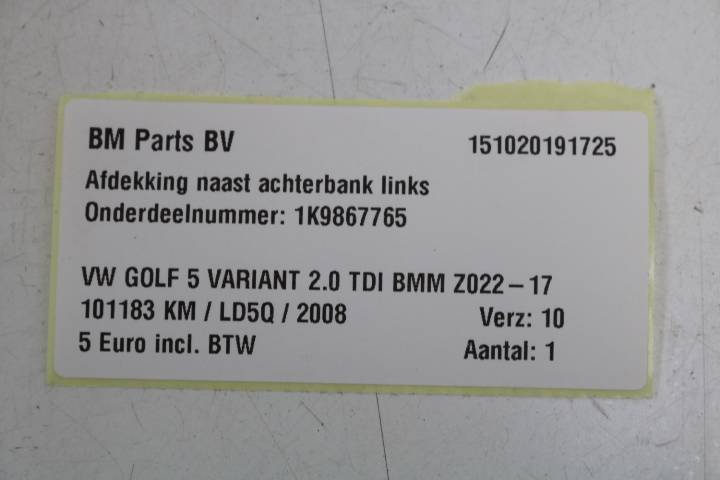 BM Parts BV 151020191725
Afdekking naast achterbank links
Onderdeelnummer: 1K9867765
VW GOLF 5 VARIANT 2.0 TDI BMM Z022-17
101183 KM / LD5Q / 2008 Verz: 10
5 Euro incl. BTW Aantal: 1